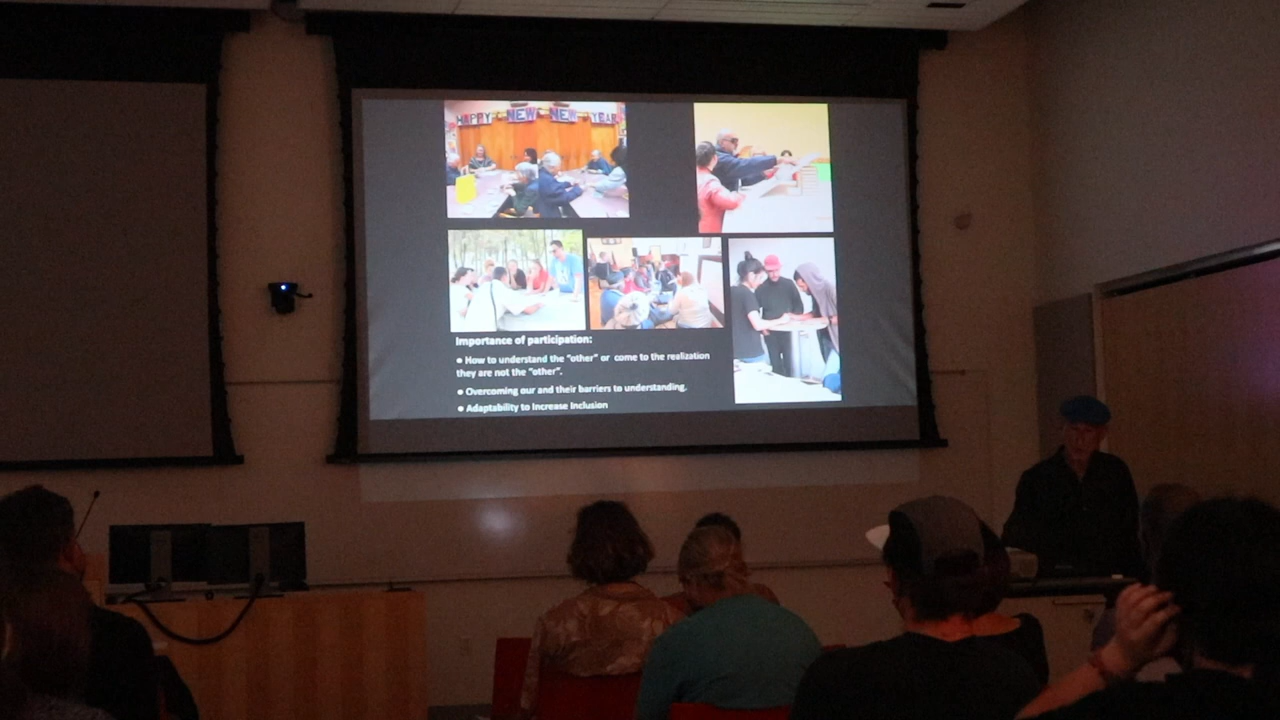 HAPPY NEW NEW YEAR
Importance of participation:
• How to understand the “other” or come to the realization
they are not the “other”.
• Overcoming our and their barriers to understanding.
• Adaptability to Increase Inclusion